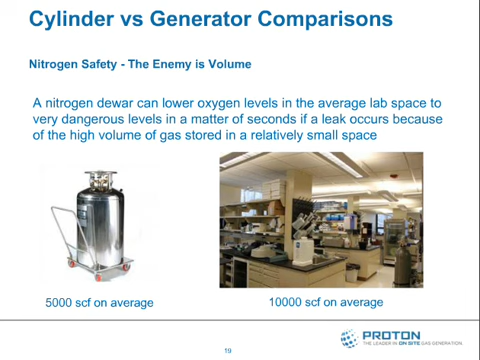 Cylinder vs Generator Comparisons
Nitrogen Safety - The Enemy is Volume
A nitrogen dewar can lower oxygen levels in the average lab space to
very dangerous levels in a matter of seconds if a leak occurs because
of the high volume of gas stored in a relatively small space
5000 scf on average
10000 scf on average
PROTON
THE LEADER IN ON SITE GAS GENERATION.
19